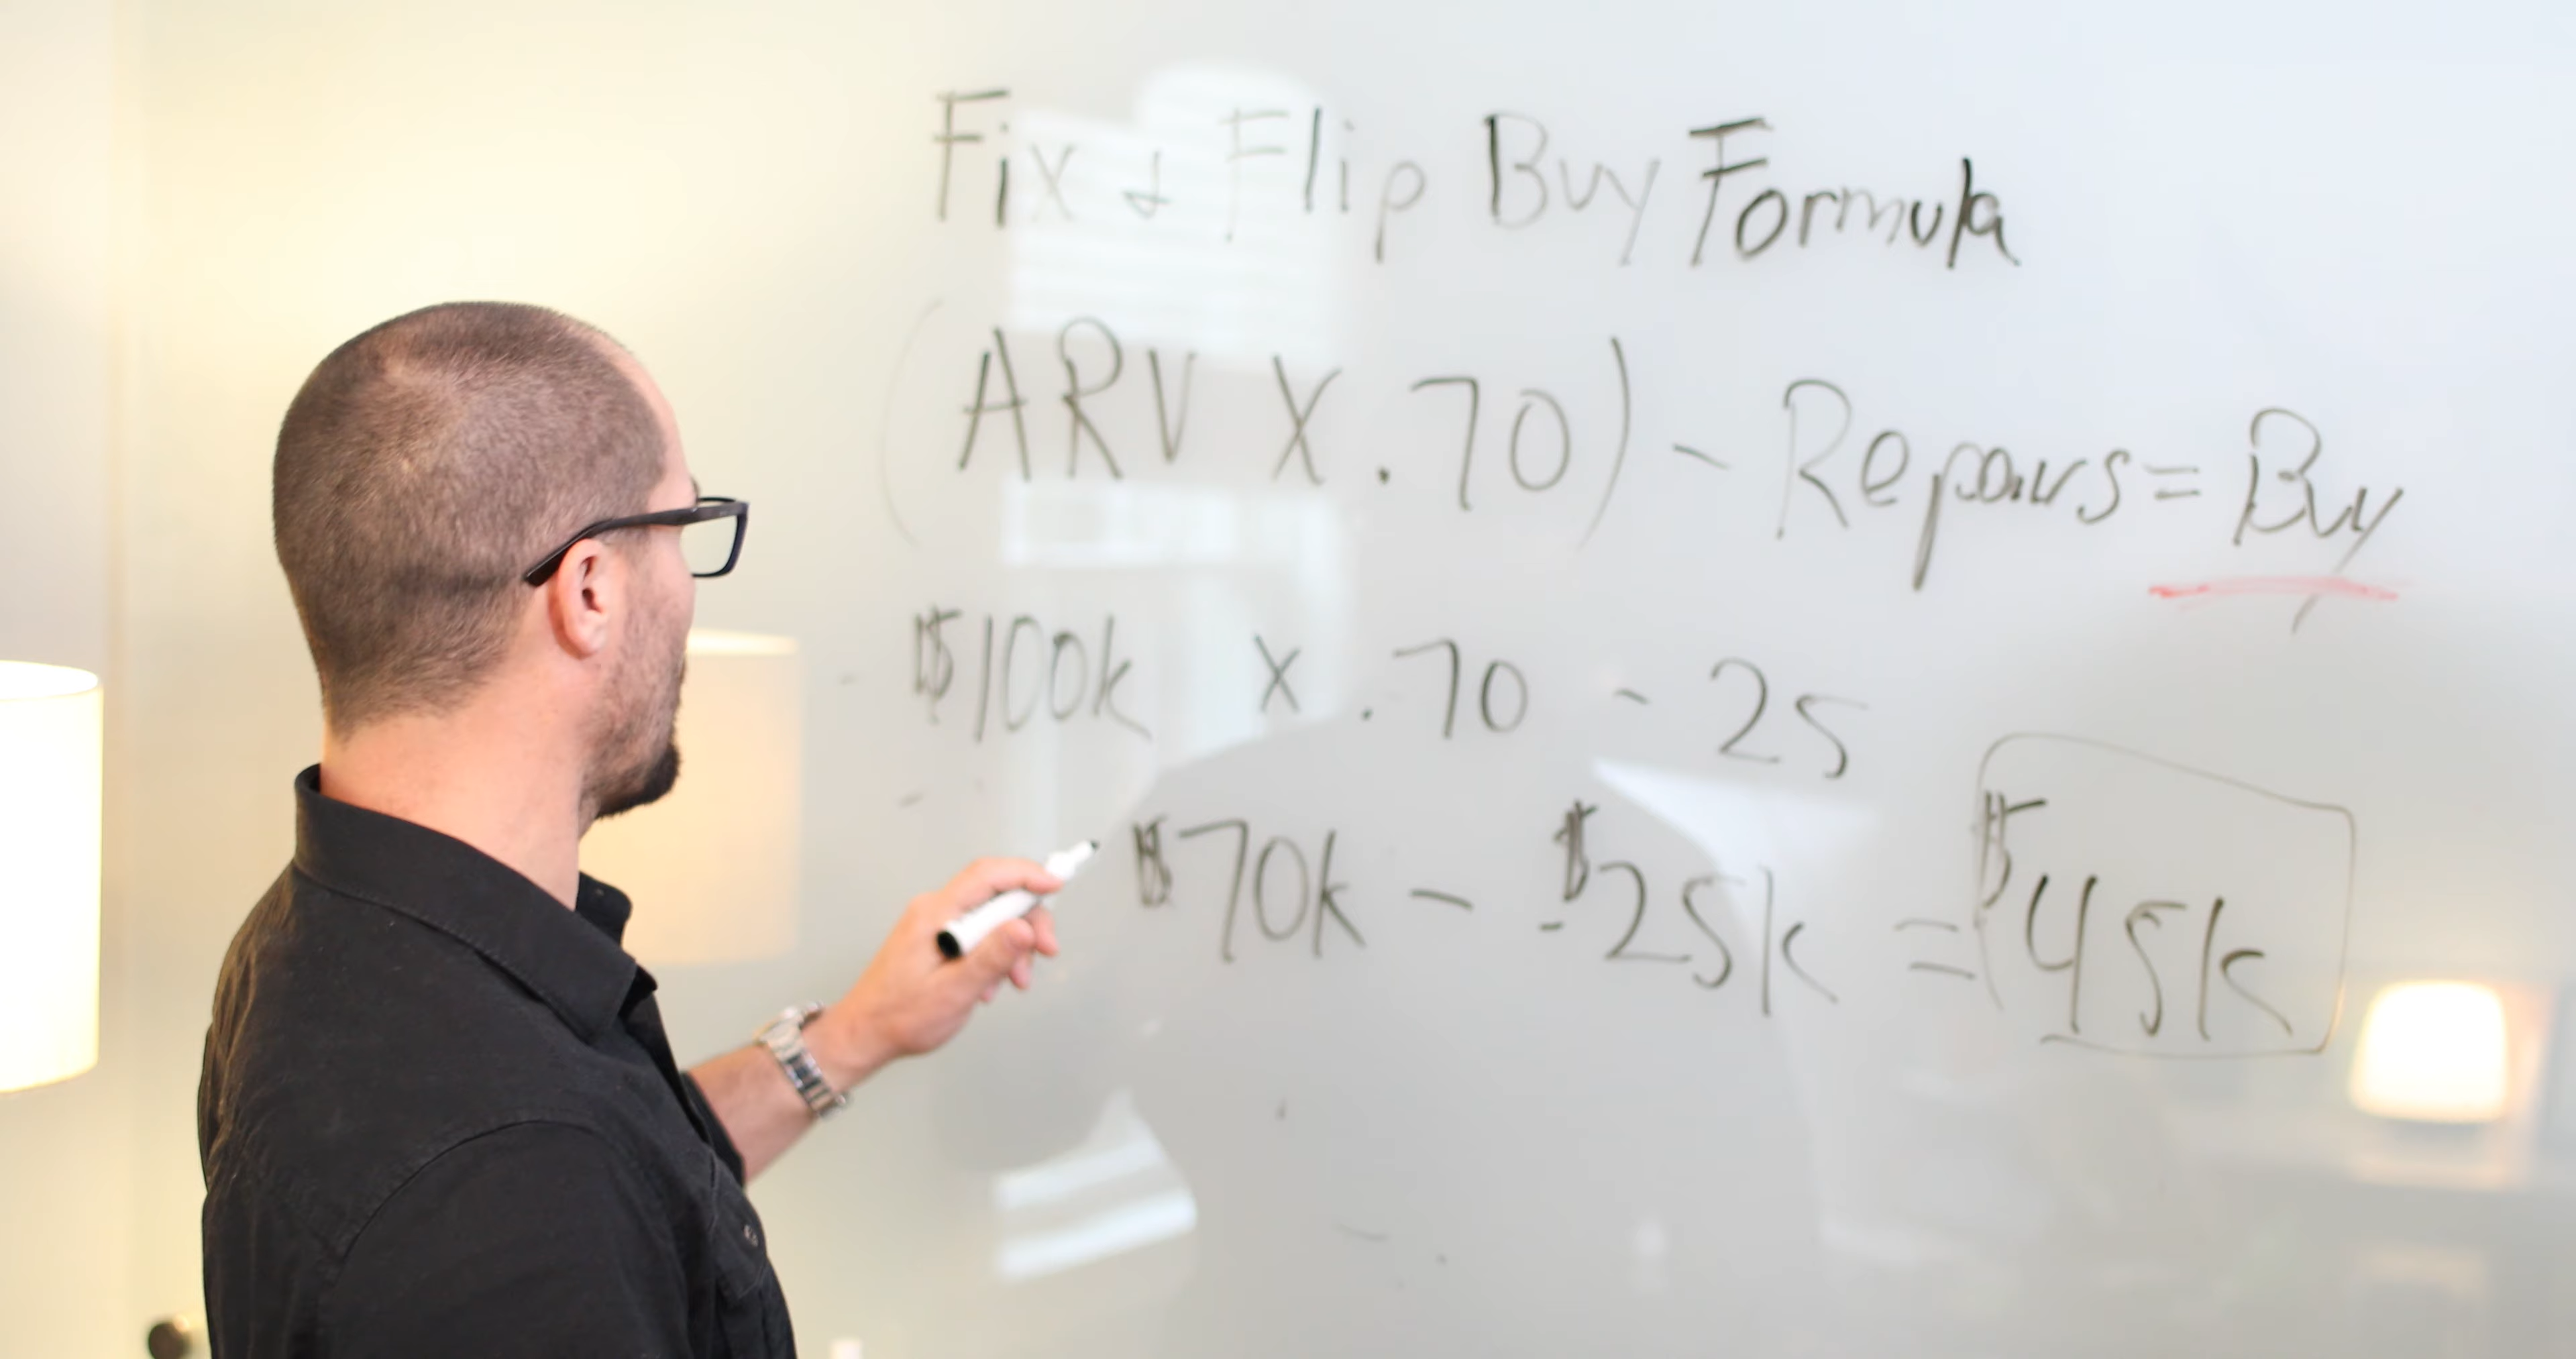 Fix & Flip Buy Formula
(ARV X .70) - Repairs = Buy
$100k x .70 - 25
$70k - $25k = $45k